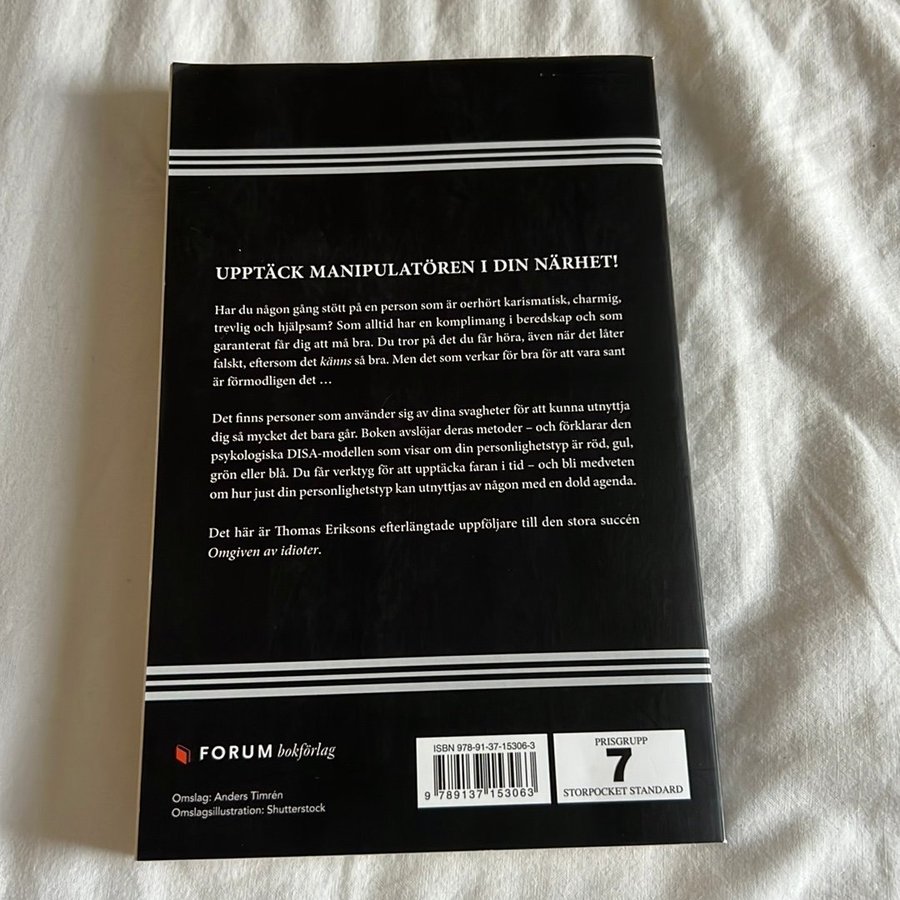 UPPTÄCK MANIPULATÖREN I DIN NÄRHET!
Har du någon gång stött på en person som är oerhört karismatisk, charmig,
trevlig och hjälpsam? Som alltid har en komplimang i beredskap och som
garanterat får dig att må bra. Du tror på det du får höra, även när det låter
falskt, eftersom det känns så bra. Men det som verkar för bra för att vara sant
är förmodligen det ...
Det finns personer som använder sig av dina svagheter för att kunna utnyttja
dig så mycket det bara går. Boken avslöjar deras metoder – och förklarar den
psykologiska DISA-modellen som visar om din personlighetstyp är röd, gul,
grön eller blå. Du får verktyg för att upptäcka faran i tid – och bli medveten
om hur just din personlighetstyp kan utnyttjas av någon med en dold agenda.
Det här är Thomas Eriksons efterlängtade uppföljare till den stora succén
Omgiven av idioter.
FORUM bokförlag
Omslag: Anders Timrén
Omslagsillustration: Shutterstock
ISBN 978-91-37-15306-3
9 789137 153063
PRISGRUPP
7
STORPOCKET STANDARD